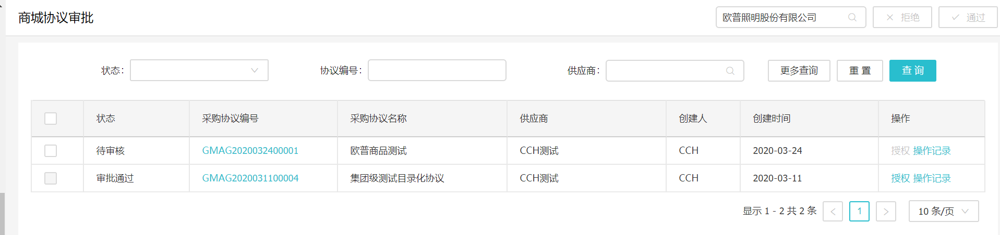 商城协议审批 欧普照明股份有限公司 拒绝 通过
状态： 协议编号： 供应商： 更多查询 重 置 查 询
状态 采购协议编号 采购协议名称 供应商 创建人 创建时间 操作
待审核 GMAG2020032400001 欧普商品测试 CCH测试 CCH 2020-03-24 授权 操作记录
审批通过 GMAG2020031100004 集团级测试目录化协议 CCH测试 CCH 2020-03-11 授权 操作记录
显示 1 - 2 共 2 条 < 1 > 10 条/页